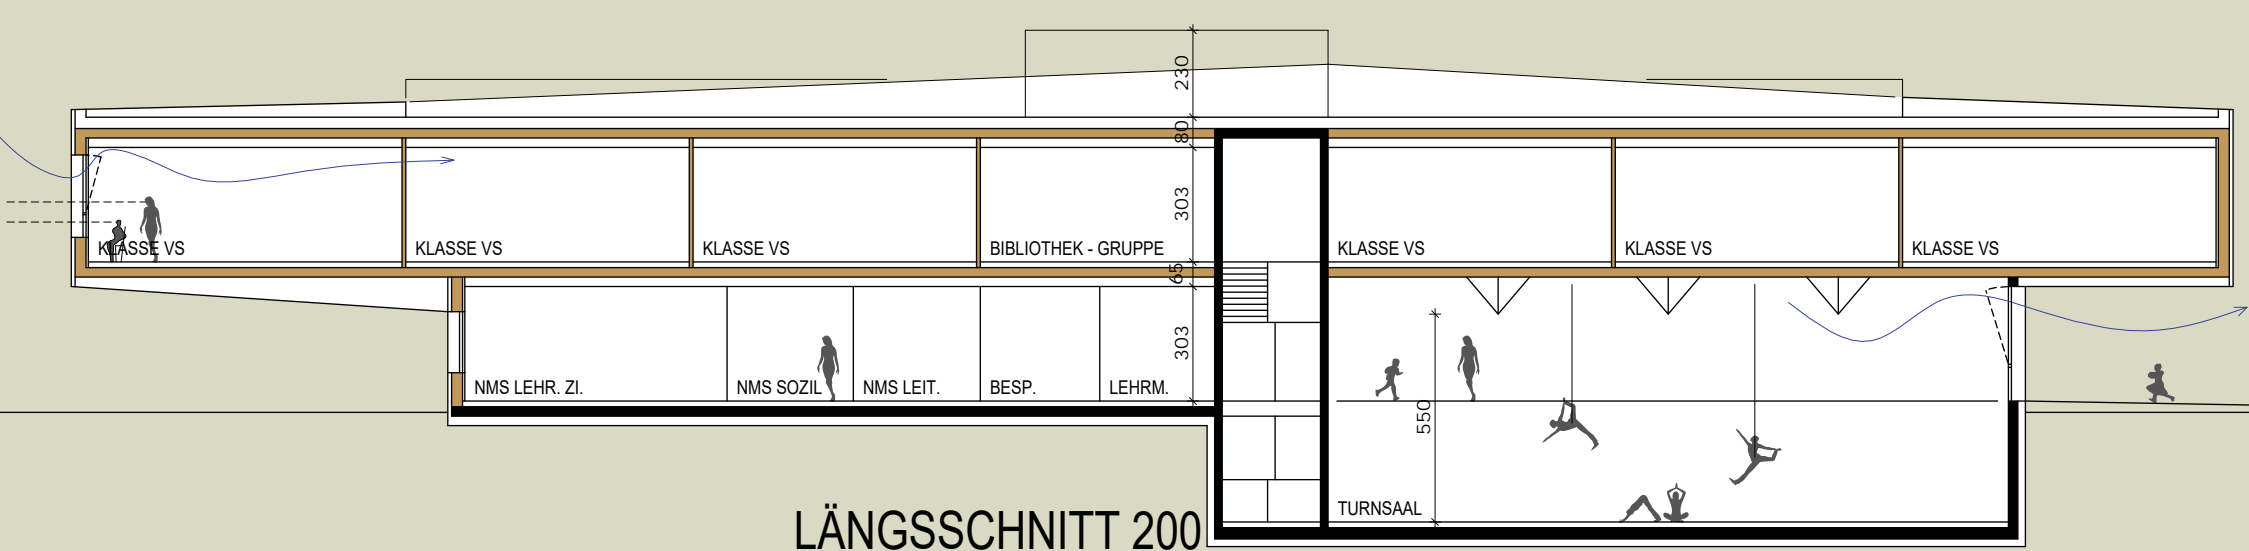 230
80
303
KLASSE VS
KLASSE VS
KLASSE VS
BIBLIOTHEK - GRUPPE
KLASSE VS
KLASSE VS
KLASSE VS
65
303
NMS LEHR. ZI.
NMS SOZIL
NMS LEIT.
BESP.
LEHRM.
550
TURNSAAL
LÄNGSSCHNITT 200